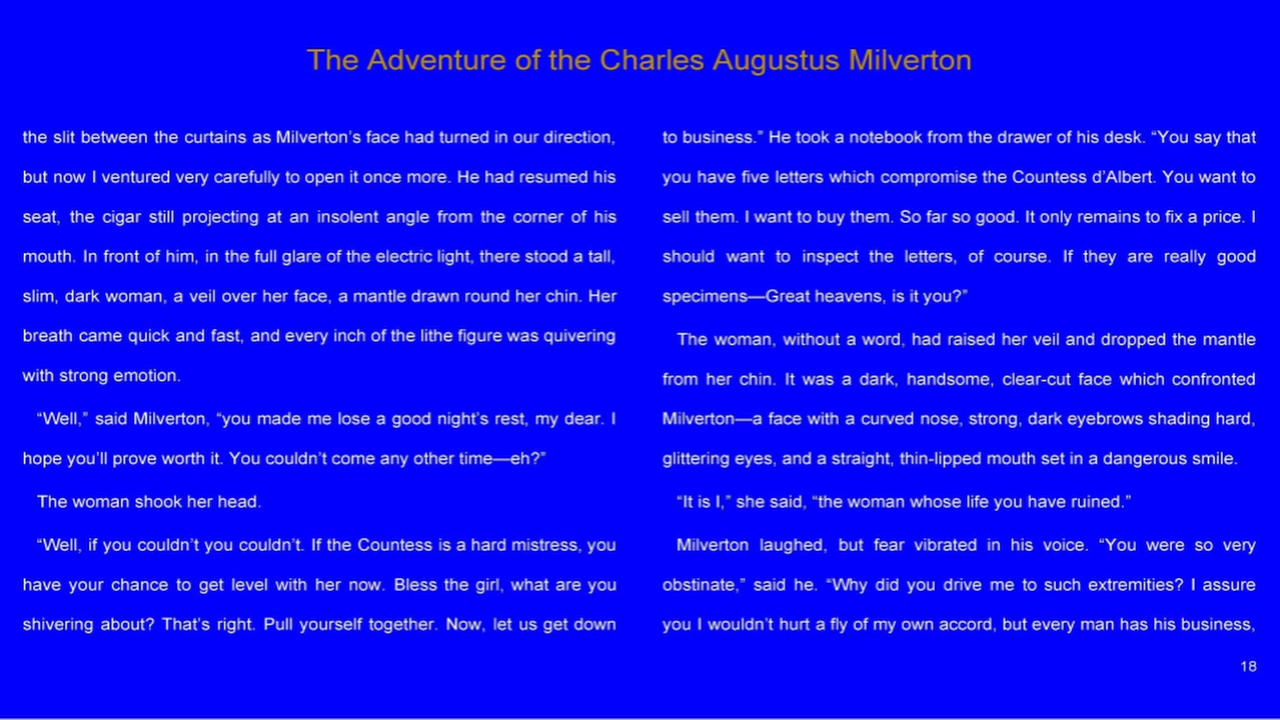 The Adventure of the Charles Augustus Milverton
the slit between the curtains as Milverton’s face had turned in our direction,
but now I ventured very carefully to open it once more. He had resumed his
seat, the cigar still projecting at an insolent angle from the corner of his
mouth. In front of him, in the full glare of the electric light, there stood a tall,
slim, dark woman, a veil over her face, a mantle drawn round her chin. Her
breath came quick and fast, and every inch of the lithe figure was quivering
with strong emotion.
“Well,” said Milverton, “you made me lose a good night’s rest, my dear. I
hope you’ll prove worth it. You couldn’t come any other time—eh?”
The woman shook her head.
“Well, if you couldn’t you couldn’t. If the Countess is a hard mistress, you
have your chance to get level with her now. Bless the girl, what are you
shivering about? That’s right. Pull yourself together. Now, let us get down
to business.” He took a notebook from the drawer of his desk. “You say that
you have five letters which compromise the Countess d’Albert. You want to
sell them. I want to buy them. So far so good. It only remains to fix a price. I
should want to inspect the letters, of course. If they are really good
specimens—Great heavens, is it you?”
The woman, without a word, had raised her veil and dropped the mantle
from her chin. It was a dark, handsome, clear-cut face which confronted
Milverton—a face with a curved nose, strong, dark eyebrows shading hard,
glittering eyes, and a straight, thin-lipped mouth set in a dangerous smile.
“It is I,” she said, “the woman whose life you have ruined.”
Milverton laughed, but fear vibrated in his voice. “You were so very
obstinate,” said he. “Why did you drive me to such extremities? I assure
you I wouldn’t hurt a fly of my own accord, but every man has his business,
18